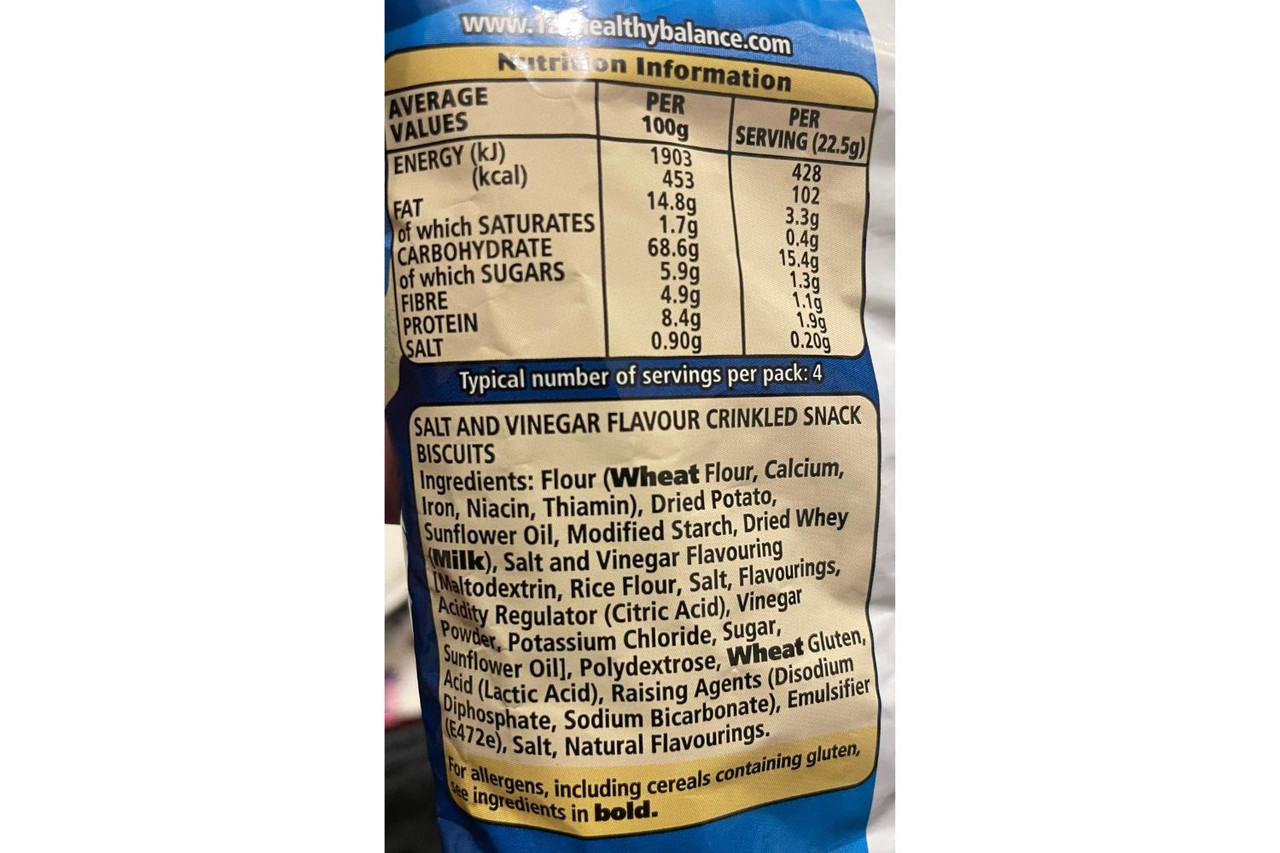 www.12 healthybalance.com
Nutrition Information
AVERAGE VALUES PER 100g PER SERVING (22.5g)
ENERGY (kJ) 1903 428
(kcal) 453 102
FAT 14.8g 3.3g
of which SATURATES 1.7g 0.4g
CARBOHYDRATE 68.6g 15.4g
of which SUGARS 5.9g 1.3g
FIBRE 4.9g 1.1g
PROTEIN 8.4g 1.9g
SALT 0.90g 0.20g
Typical number of servings per pack: 4
SALT AND VINEGAR FLAVOUR CRINKLED SNACK
BISCUITS
Ingredients: Flour (Wheat Flour, Calcium,
Iron, Niacin, Thiamin), Dried Potato,
Sunflower Oil, Modified Starch, Dried Whey
(Milk), Salt and Vinegar Flavouring
[Maltodextrin, Rice Flour, Salt, Flavourings,
Acidity Regulator (Citric Acid), Vinegar
Powder, Potassium Chloride, Sugar,
Sunflower Oil], Polydextrose, Wheat Gluten,
Acid (Lactic Acid), Raising Agents (Disodium
Diphosphate, Sodium Bicarbonate), Emulsifier
(E472e), Salt, Natural Flavourings.
For allergens, including cereals containing gluten,
see ingredients in bold.